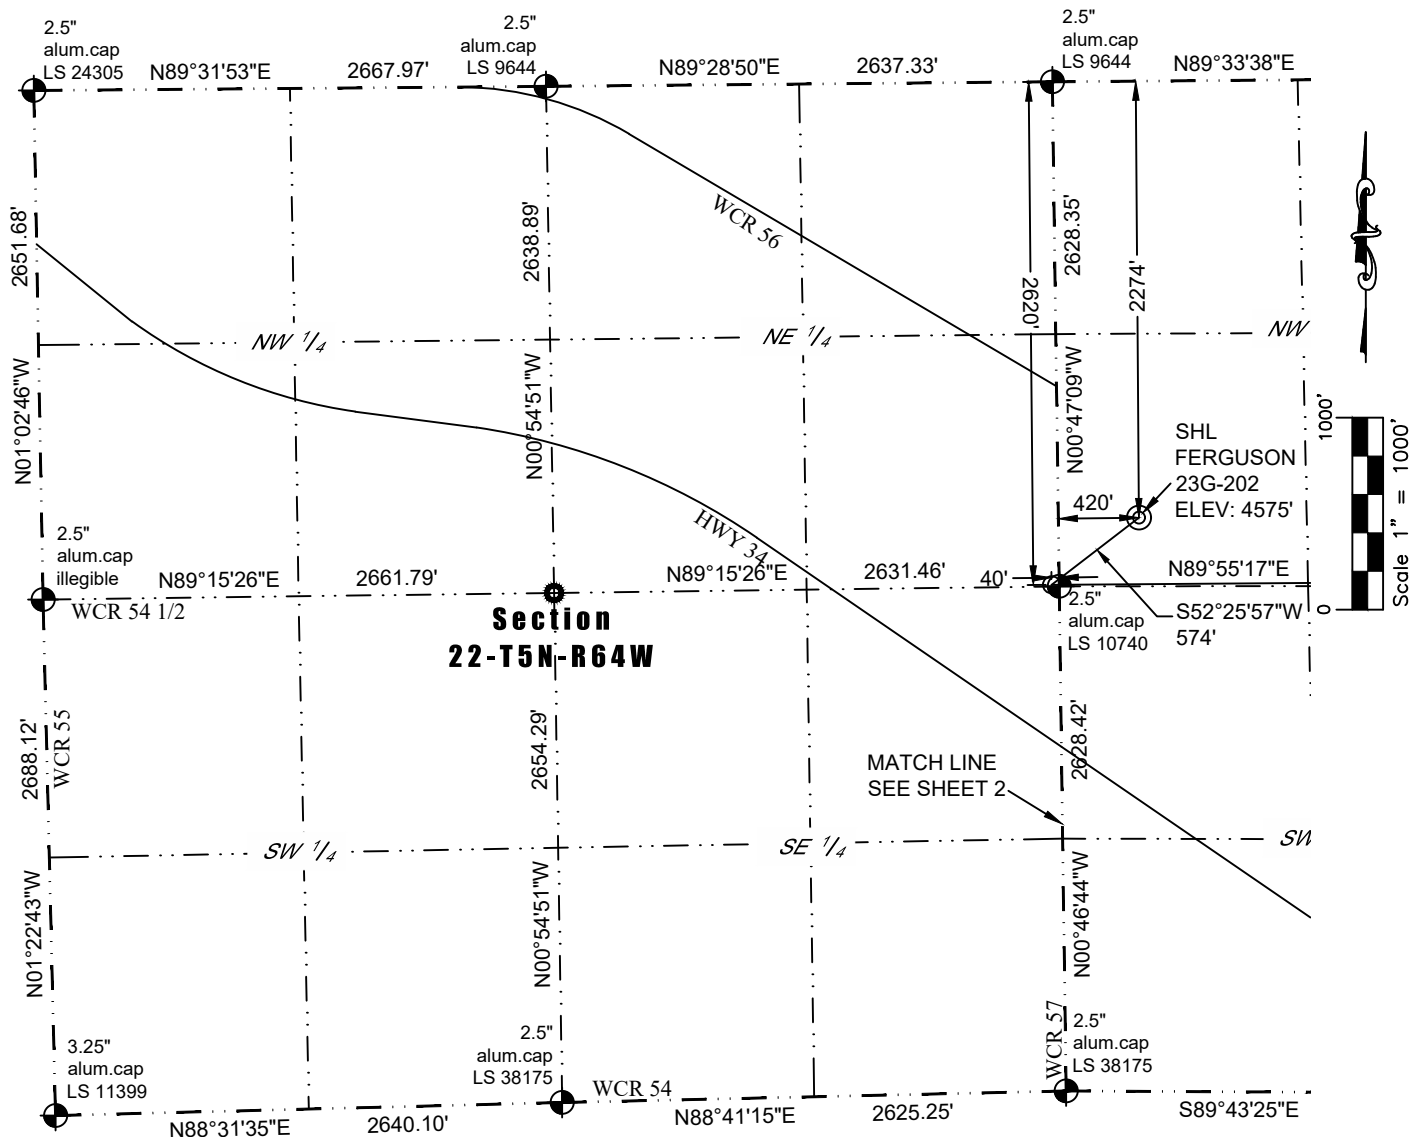 2.5"
alum.cap
LS 24305
N89°31'53"E
2667.97'
2.5"
alum.cap
LS 9644
N89°28'50"E
2637.33'
2.5"
alum.cap
LS 9644
N89°33'38"E
2651.68'
2638.89'
WCR 56
2628.35'
2620'
2274'
NW 1/4
NE 1/4
NW
N01°02'46"W
N00°54'51"W
N00°47'09"W
1000'
0
Scale 1" = 1000'
SHL
FERGUSON
23G-202
ELEV: 4575'
420'
HWY 34
2.5"
alum.cap
illegible
N89°15'26"E
2661.79'
N89°15'26"E
2631.46'
40'
N89°55'17"E
WCR 54 1/2
Section
22-T5N-R64W
2.5"
alum.cap
LS 10740
S52°25'57"W
574'
2688.12'
WCR 55
2654.29'
2628.42'
MATCH LINE
SEE SHEET 2
SW 1/4
SE 1/4
SW
N01°22'43"W
N00°54'51"W
N00°46'44"W
WCR 57
3.25"
alum.cap
LS 11399
2.5"
alum.cap
LS 38175
2.5"
alum.cap
LS 38175
WCR 54
N88°31'35"E
2640.10'
N88°41'15"E
2625.25'
S89°43'25"E